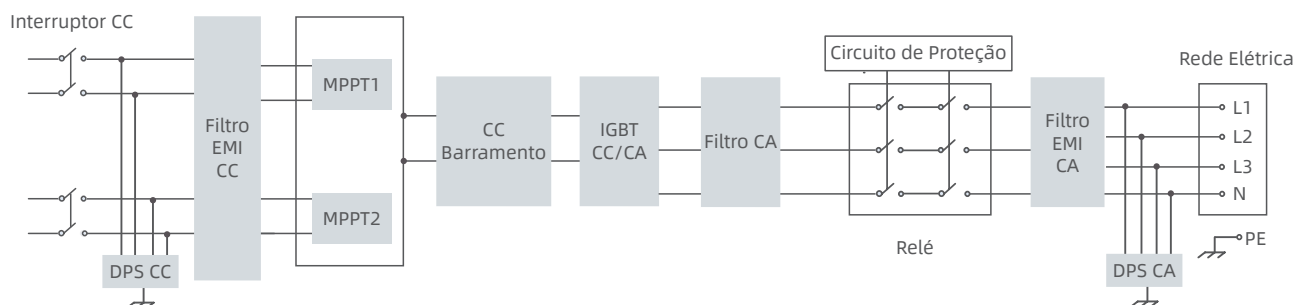 Interruptor CC
Filtro
EMI
CC
DPS CC
MPPT1
MPPT2
CC
Barramento
IGBT
CC/CA
Filtro CA
Circuito de Proteção
Relé
Filtro
EMI
CA
DPS CA
Rede Elétrica
L1
L2
L3
N
PE